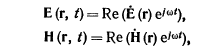 E (r, t) = Re (Ė (r) e^{jωt}),
H (r, t) = Re (Ḣ (r) e^{jωt}),